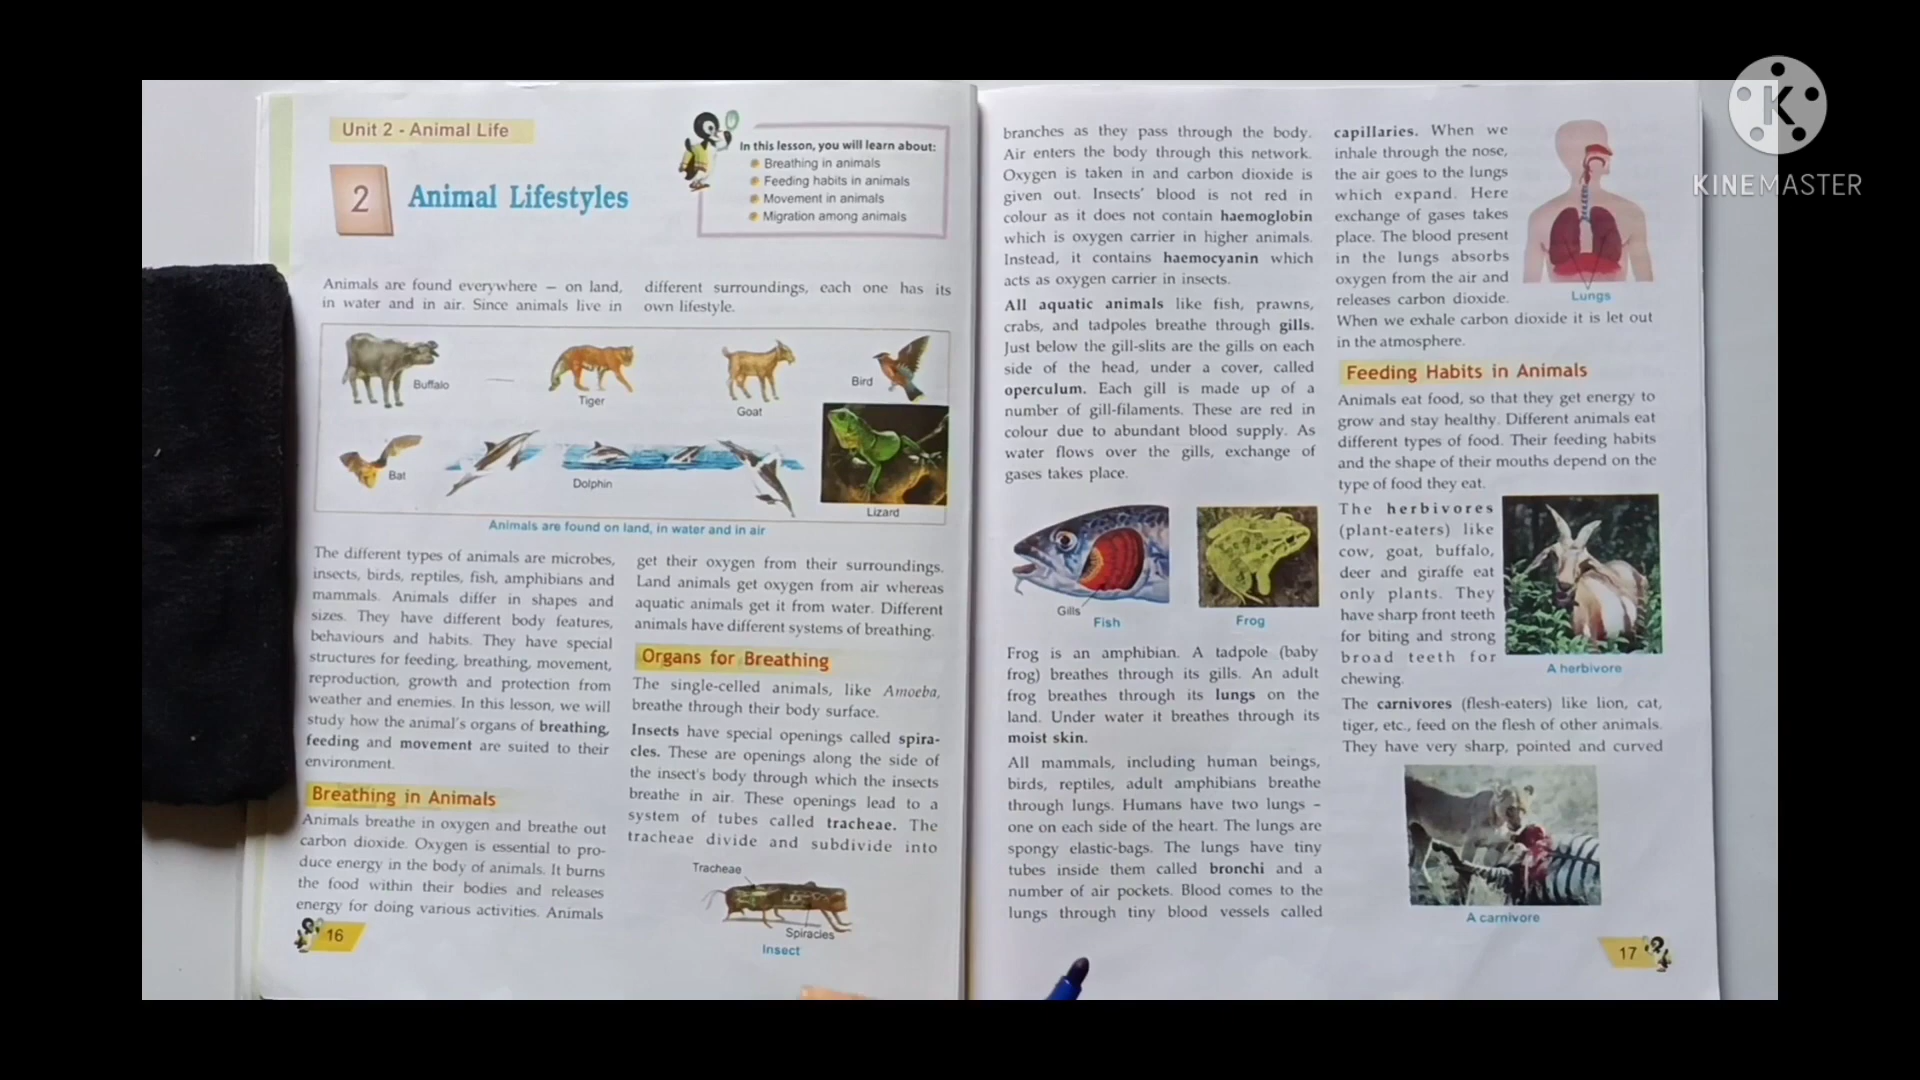 KINEMASTER
Unit 2 - Animal Life
2
Animal Lifestyles
In this lesson, you will learn about:
Breathing in animals
Feeding habits in animals
Movement in animals
Migration among animals
Animals are found everywhere – on land,
in water and in air. Since animals live in
different surroundings, each one has its
own lifestyle.
Buffalo
Tiger
Goat
Bird
Bat
Dolphin
Lizard
Animals are found on land, in water and in air
The different types of animals are microbes,
insects, birds, reptiles, fish, amphibians and
mammals. Animals differ in shapes and
sizes. They have different body features,
behaviours and habits. They have special
structures for feeding, breathing, movement,
reproduction, growth and protection from
weather and enemies. In this lesson, we will
study how the animal's organs of breathing,
feeding and movement are suited to their
environment.
Breathing in Animals
Animals breathe in oxygen and breathe out
carbon dioxide. Oxygen is essential to pro-
duce energy in the body of animals. It burns
the food within their bodies and releases
energy for doing various activities. Animals
16
get their oxygen from their surroundings.
Land animals get oxygen from air whereas
aquatic animals get it from water. Different
animals have different systems of breathing.
Organs for Breathing
The single-celled animals, like Amoeba,
breathe through their body surface.
Insects have special openings called spira-
cles. These are openings along the side of
the insect's body through which the insects
breathe in air. These openings lead to a
system of tubes called tracheae. The
tracheae divide and subdivide into
Tracheae
Spiracles
Insect
branches as they pass through the body.
Air enters the body through this network.
Oxygen is taken in and carbon dioxide is
given out. Insects' blood is not red in
colour as it does not contain haemoglobin
which is oxygen carrier in higher animals.
Instead, it contains haemocyanin which
acts as oxygen carrier in insects.
All aquatic animals like fish, prawns,
crabs, and tadpoles breathe through gills.
Just below the gill-slits are the gills on each
side of the head, under a cover, called
operculum. Each gill is made up of a
number of gill-filaments. These are red in
colour due to abundant blood supply. As
water flows over the gills, exchange of
gases takes place.
Gills
Fish
Frog
Frog is an amphibian. A tadpole (baby
frog) breathes through its gills. An adult
frog breathes through its lungs on the
land. Under water it breathes through its
moist skin.
All mammals, including human beings,
birds, reptiles, adult amphibians breathe
through lungs. Humans have two lungs –
one on each side of the heart. The lungs are
spongy elastic-bags. The lungs have tiny
tubes inside them called bronchi and a
number of air pockets. Blood comes to the
lungs through tiny blood vessels called
capillaries. When we
inhale through the nose,
the air goes to the lungs
which expand. Here
exchange of gases takes
place. The blood present
in the lungs absorbs
oxygen from the air and
releases carbon dioxide.
When we exhale carbon dioxide it is let out
in the atmosphere.
Lungs
Feeding Habits in Animals
Animals eat food, so that they get energy to
grow and stay healthy. Different animals eat
different types of food. Their feeding habits
and the shape of their mouths depend on the
type of food they eat.
The herbivores
(plant-eaters) like
cow, goat, buffalo,
deer and giraffe eat
only plants. They
have sharp front teeth
for biting and strong
broad teeth for
chewing.
A herbivore
The carnivores (flesh-eaters) like lion, cat,
tiger, etc., feed on the flesh of other animals.
They have very sharp, pointed and curved
A carnivore
17